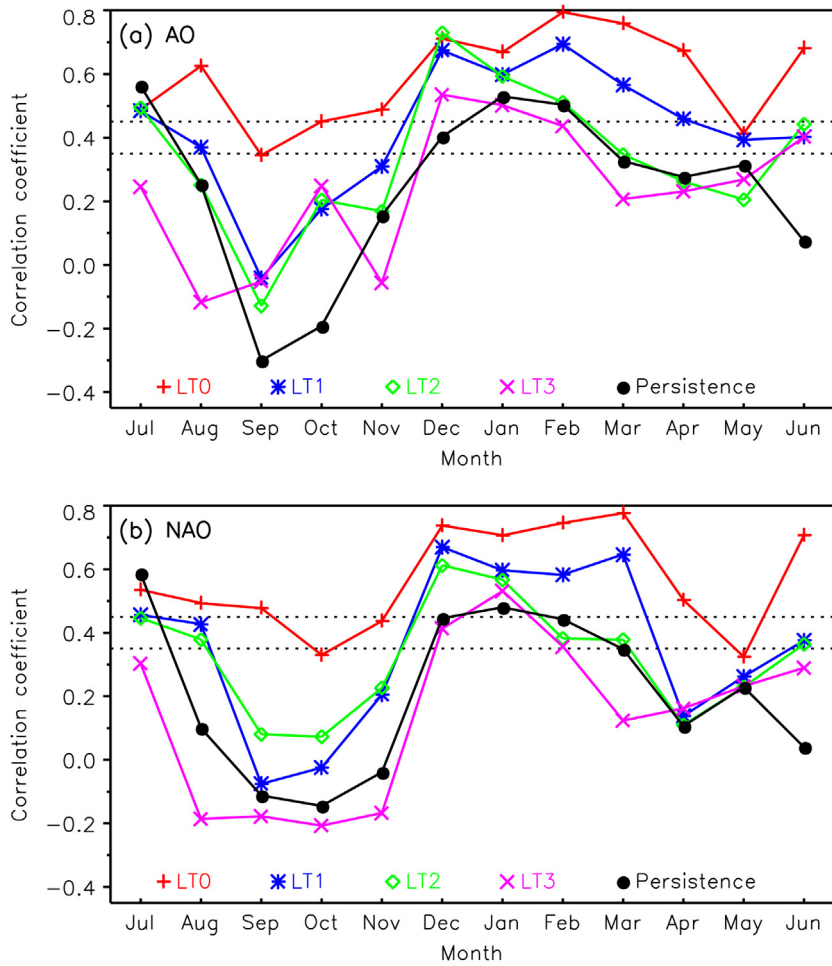 (a) AO
0.8
0.6
0.4
0.2
0.0
−0.2
−0.4
Correlation coefficient
LT0 LT1 LT2 LT3 Persistence
Jul Aug Sep Oct Nov Dec Jan Feb Mar Apr May Jun
Month
(b) NAO
0.8
0.6
0.4
0.2
0.0
−0.2
−0.4
Correlation coefficient
LT0 LT1 LT2 LT3 Persistence
Jul Aug Sep Oct Nov Dec Jan Feb Mar Apr May Jun
Month